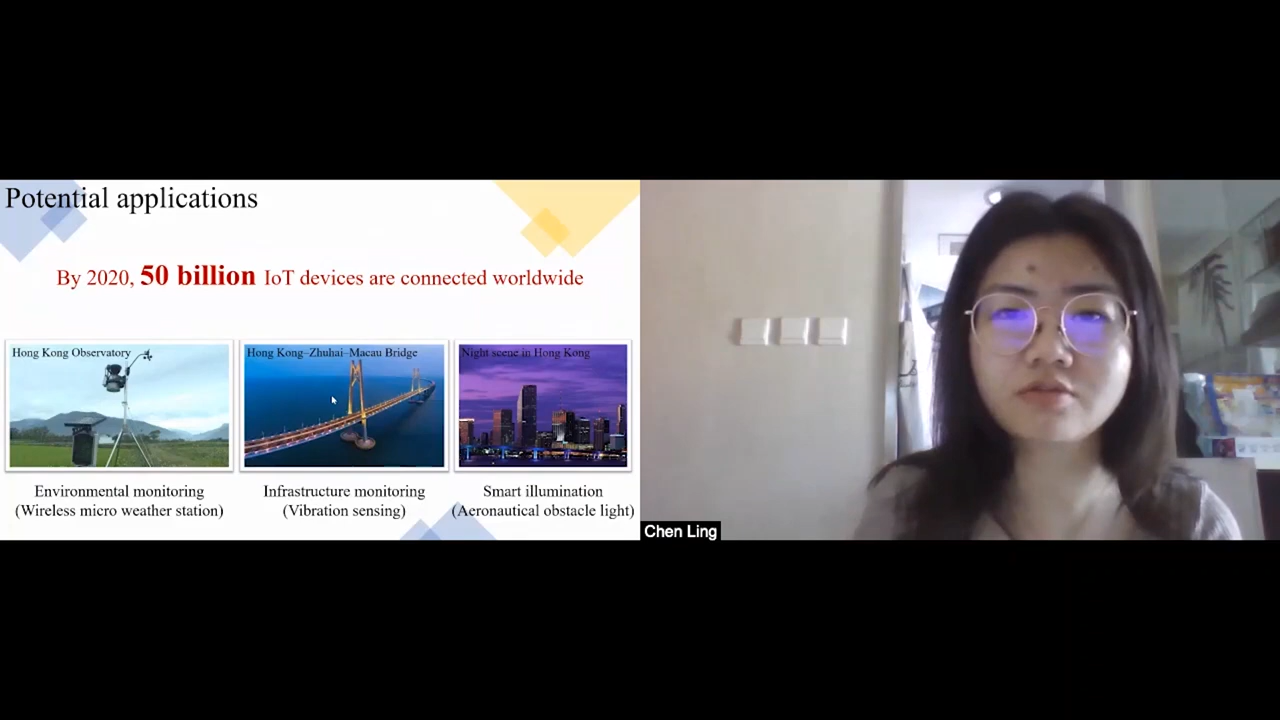 Potential applications
By 2020, 50 billion IoT devices are connected worldwide
Hong Kong Observatory
Hong Kong–Zhuhai–Macau Bridge
Night scene in Hong Kong
Environmental monitoring
(Wireless micro weather station)
Infrastructure monitoring
(Vibration sensing)
Smart illumination
(Aeronautical obstacle light)
Chen Ling